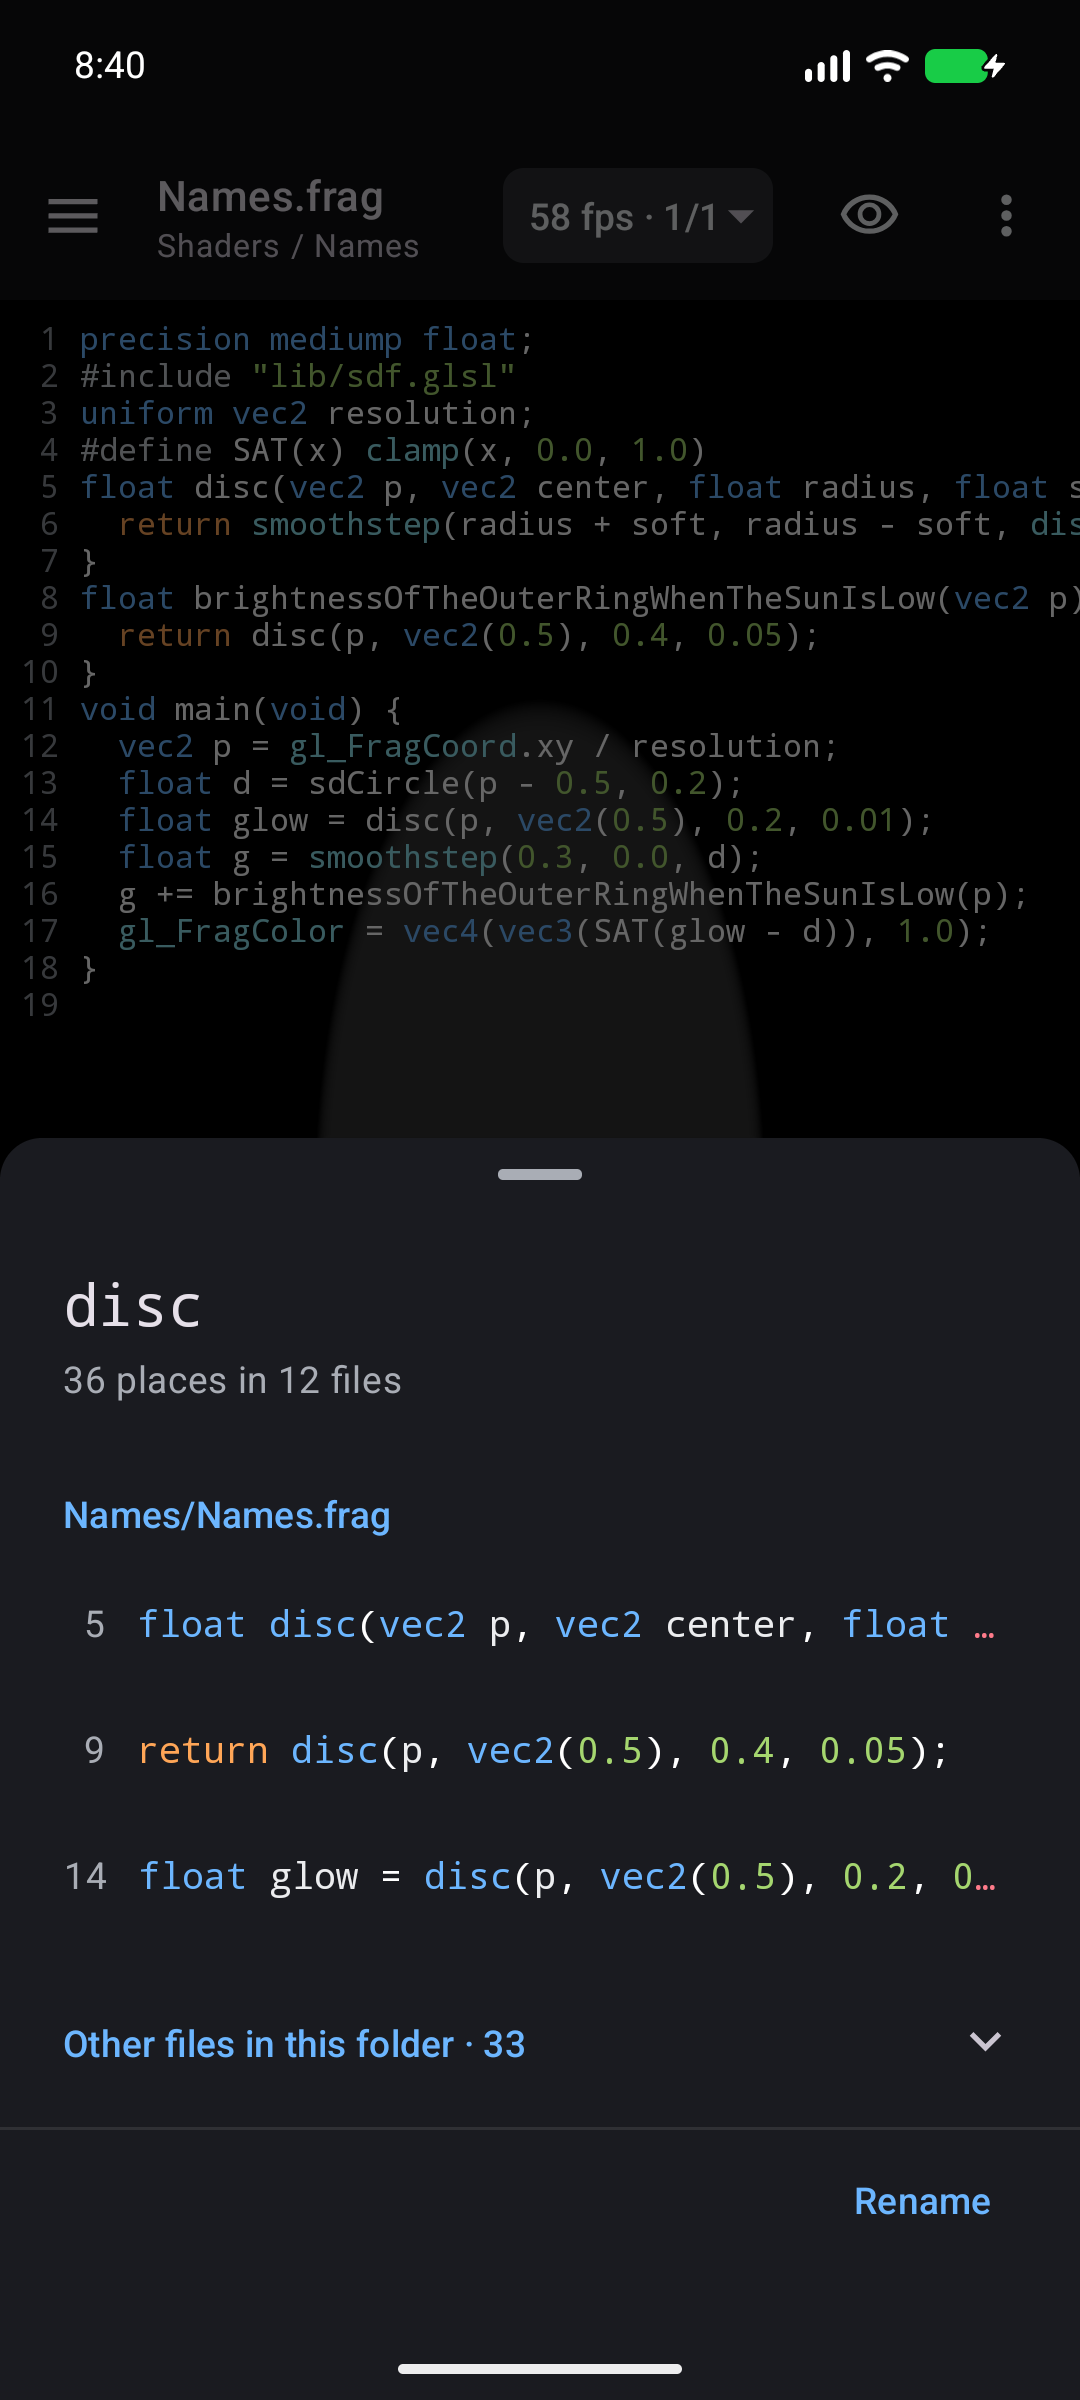 8:40
Names.frag
Shaders / Names
58 fps · 1/1
1 precision mediump float;
2 #include "lib/sdf.glsl"
3 uniform vec2 resolution;
4 #define SAT(x) clamp(x, 0.0, 1.0)
5 float disc(vec2 p, vec2 center, float radius, float s
6 return smoothstep(radius + soft, radius - soft, dis
7 }
8 float brightnessOfTheOuterRingWhenTheSunIsLow(vec2 p)
9 return disc(p, vec2(0.5), 0.4, 0.05);
10 }
11 void main(void) {
12 vec2 p = gl_FragCoord.xy / resolution;
13 float d = sdCircle(p - 0.5, 0.2);
14 float glow = disc(p, vec2(0.5), 0.2, 0.01);
15 float g = smoothstep(0.3, 0.0, d);
16 g += brightnessOfTheOuterRingWhenTheSunIsLow(p);
17 gl_FragColor = vec4(vec3(SAT(glow - d)), 1.0);
18 }
19
disc
36 places in 12 files
Names/Names.frag
5 float disc(vec2 p, vec2 center, float …
9 return disc(p, vec2(0.5), 0.4, 0.05);
14 float glow = disc(p, vec2(0.5), 0.2, 0…
Other files in this folder · 33
Rename